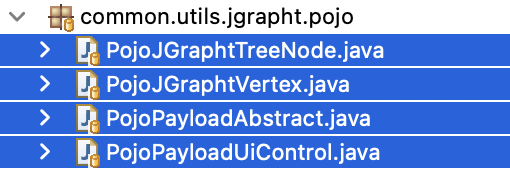 common.utils.jgrapht.pojo
PojoJGraphtTreeNode.java
PojoJGraphtVertex.java
PojoPayloadAbstract.java
PojoPayloadUiControl.java